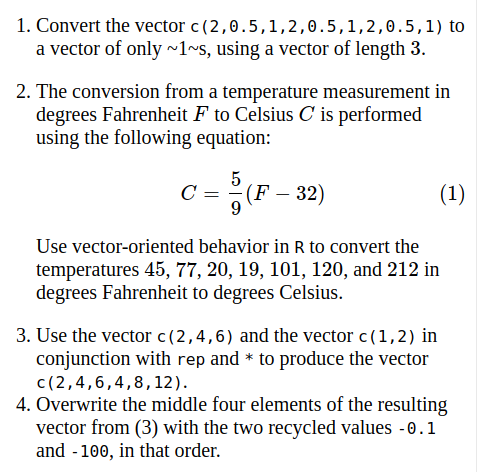 1. Convert the vector c(2,0.5,1,2,0.5,1,2,0.5,1) to
a vector of only ~1~s, using a vector of length 3.
2. The conversion from a temperature measurement in
degrees Fahrenheit F to Celsius C is performed
using the following equation:
C = 5/9 (F − 32) (1)
Use vector-oriented behavior in R to convert the
temperatures 45, 77, 20, 19, 101, 120, and 212 in
degrees Fahrenheit to degrees Celsius.
3. Use the vector c(2,4,6) and the vector c(1,2) in
conjunction with rep and * to produce the vector
c(2,4,6,4,8,12).
4. Overwrite the middle four elements of the resulting
vector from (3) with the two recycled values -0.1
and -100, in that order.